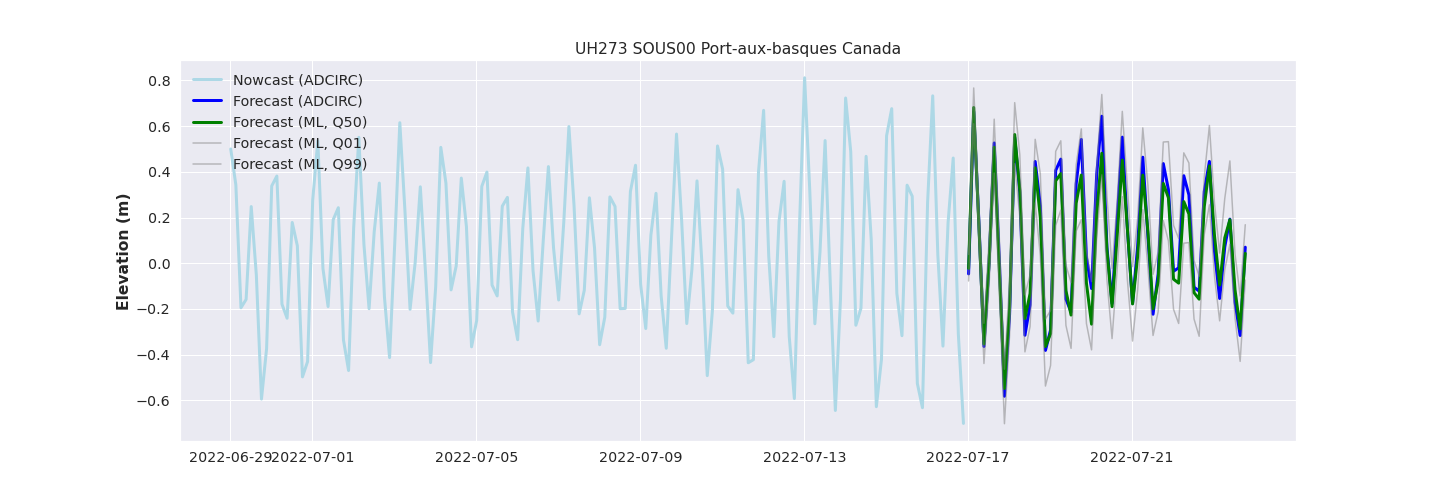 UH273 SOUS00 Port-aux-basques Canada
Nowcast (ADCIRC)
Forecast (ADCIRC)
Forecast (ML, Q50)
Forecast (ML, Q01)
Forecast (ML, Q99)
Elevation (m)
0.8
0.6
0.4
0.2
0.0
−0.2
−0.4
−0.6
2022-06-29 2022-07-01 2022-07-05 2022-07-09 2022-07-13 2022-07-17 2022-07-21